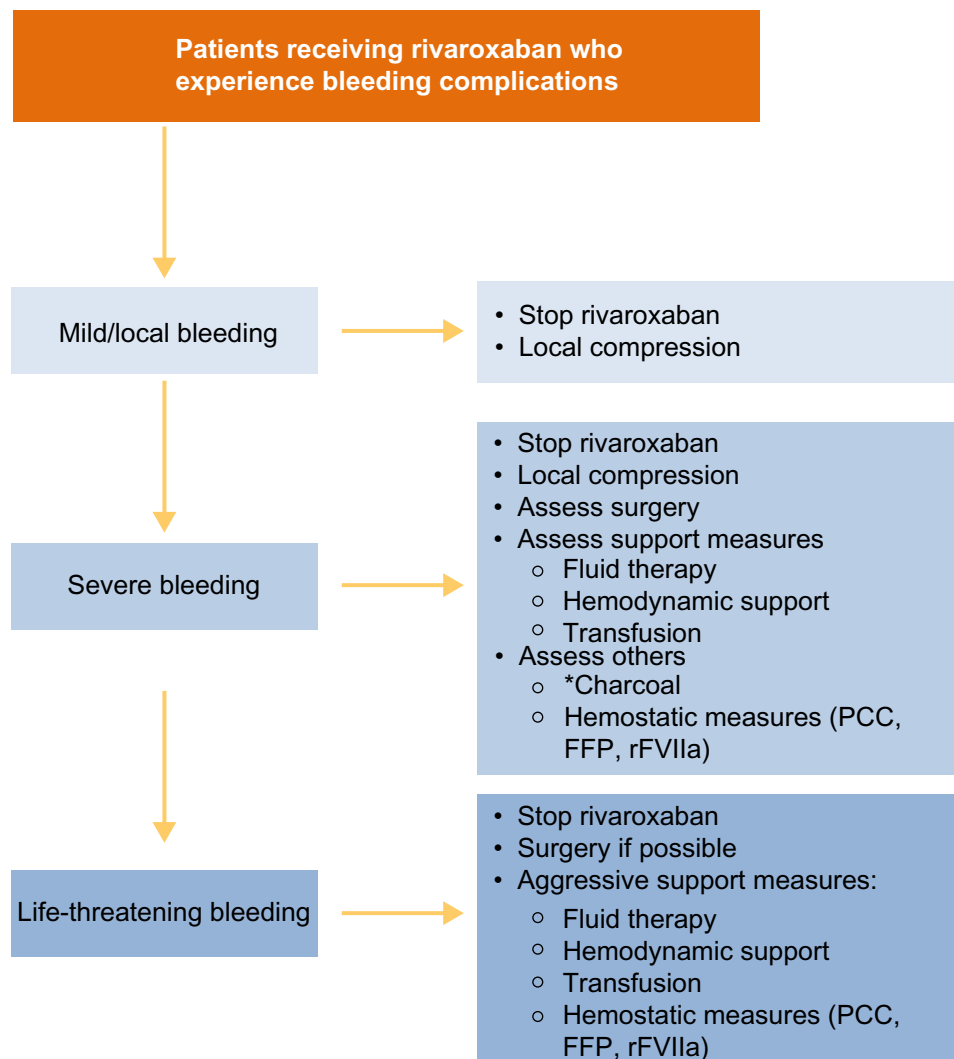 Patients receiving rivaroxaban who
experience bleeding complications
Mild/local bleeding
• Stop rivaroxaban
• Local compression
Severe bleeding
• Stop rivaroxaban
• Local compression
• Assess surgery
• Assess support measures
○ Fluid therapy
○ Hemodynamic support
○ Transfusion
• Assess others
○ *Charcoal
○ Hemostatic measures (PCC,
FFP, rFVIIa)
Life-threatening bleeding
• Stop rivaroxaban
• Surgery if possible
• Aggressive support measures:
○ Fluid therapy
○ Hemodynamic support
○ Transfusion
○ Hemostatic measures (PCC,
FFP, rFVIIa)